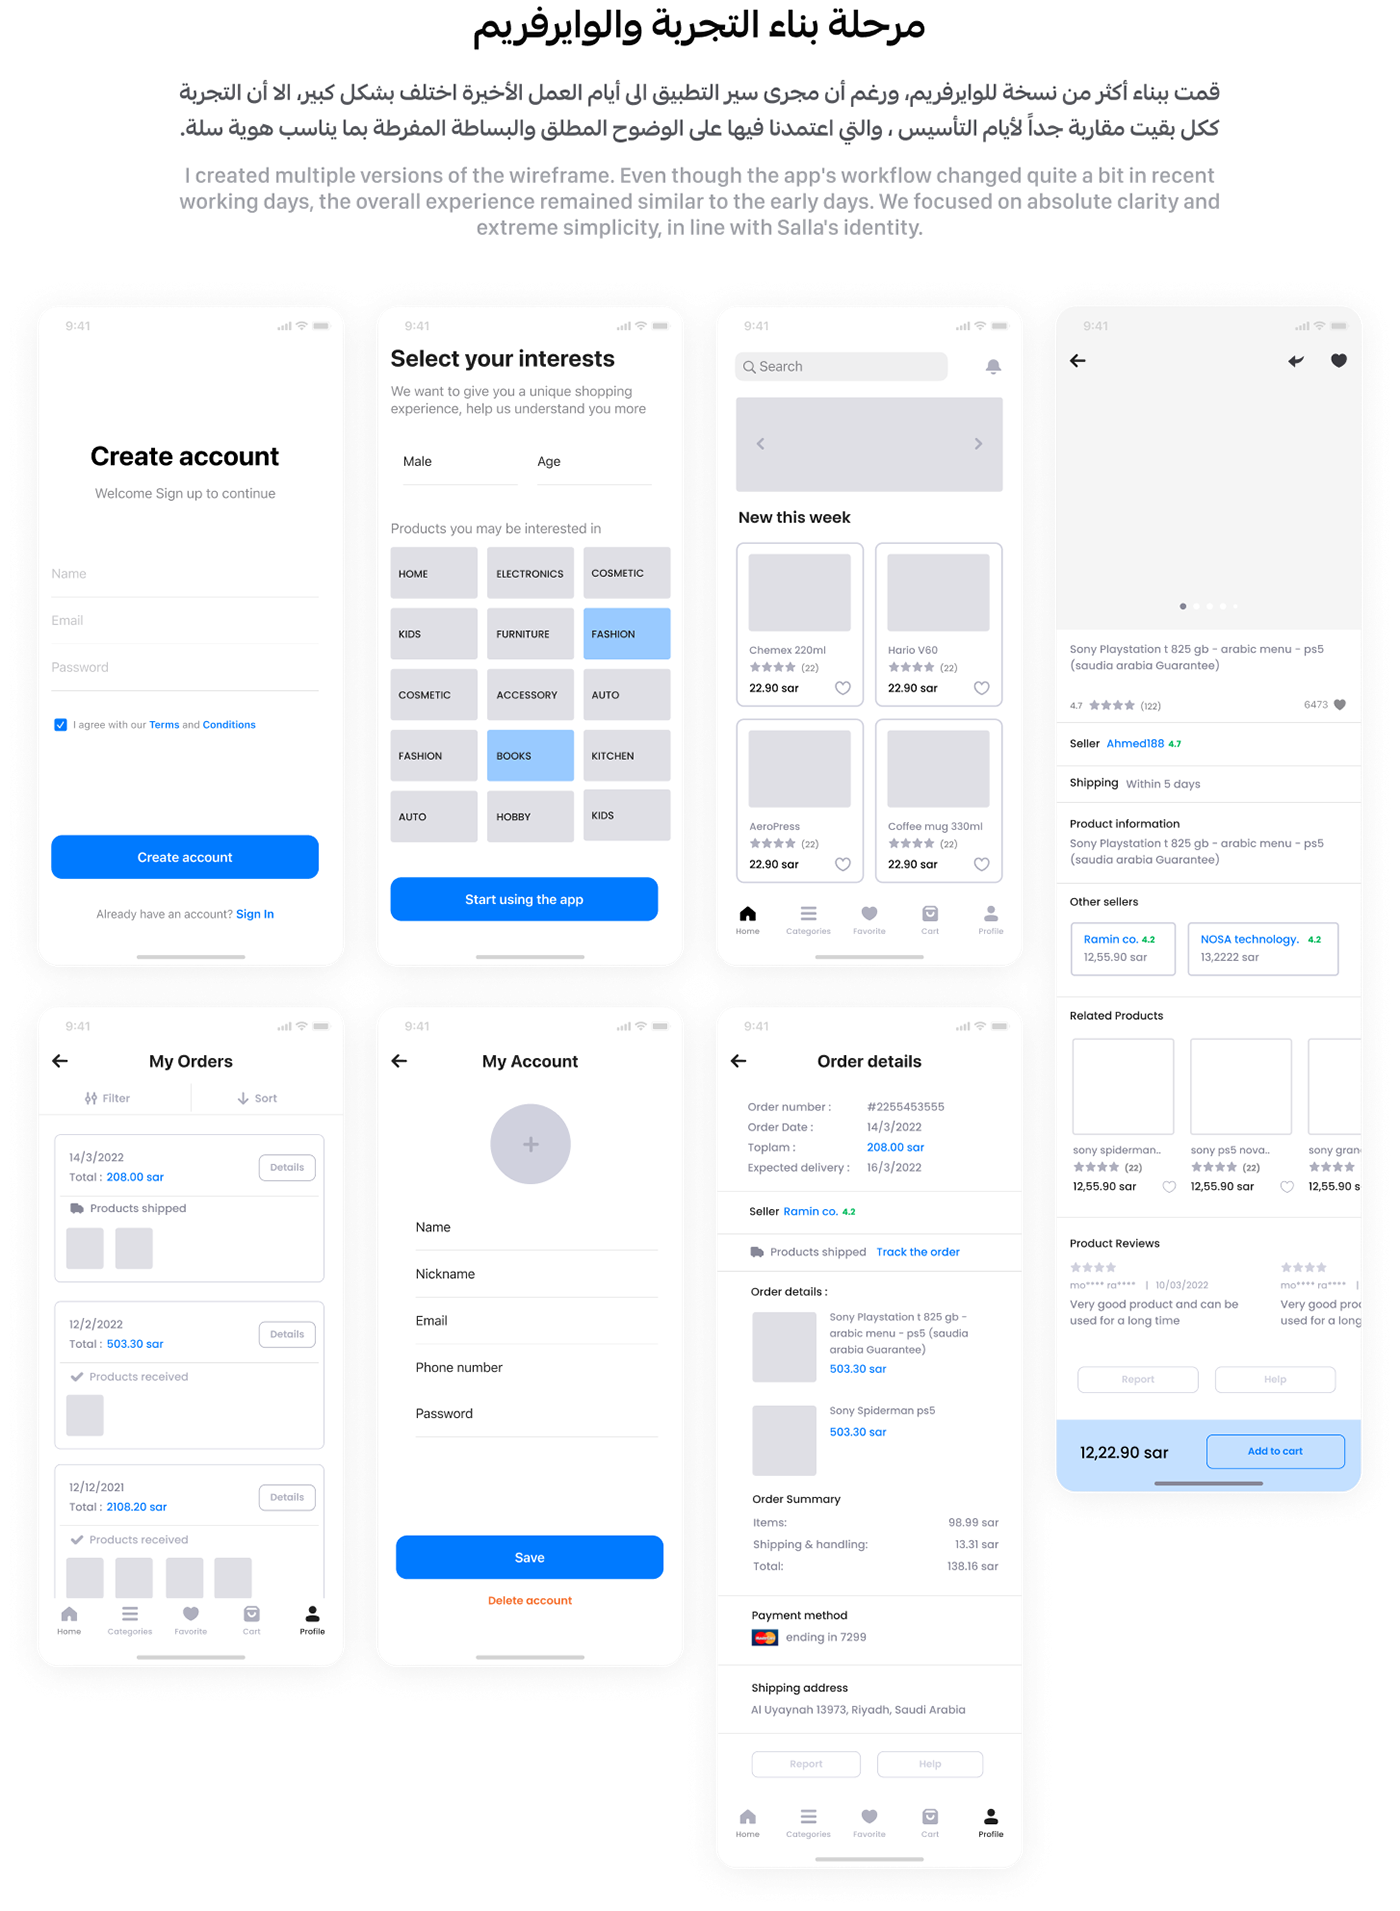 مرحلة بناء التجربة والوايرفريم
قمت ببناء أكثر من نسخة للوايرفريم، ورغم أن مجرى سير التطبيق الى أيام العمل الأخيرة اختلف بشكل كبير، الا أن التجربة
ككل بقيت مقاربة جداً لأيام التأسيس ، والتي اعتمدنا فيها على الوضوح المطلق والبساطة المفرطة بما يناسب هوية سلة.
I created multiple versions of the wireframe. Even though the app's workflow changed quite a bit in recent
working days, the overall experience remained similar to the early days. We focused on absolute clarity and
extreme simplicity, in line with Salla's identity.
9:41
Create account
Welcome Sign up to continue
Name
Email
Password
I agree with our Terms and Conditions
Create account
Already have an account? Sign In
9:41
Select your interests
We want to give you a unique shopping
experience, help us understand you more
Male Age
Products you may be interested in
HOME ELECTRONICS COSMETIC
KIDS FURNITURE FASHION
COSMETIC ACCESSORY AUTO
FASHION BOOKS KITCHEN
AUTO HOBBY KIDS
Start using the app
9:41
Search
New this week
Chemex 220ml Hario V60
(22) (22)
22.90 sar 22.90 sar
AeroPress Coffee mug 330ml
(22) (22)
22.90 sar 22.90 sar
Home Categories Favorite Cart Profile
9:41
Sony Playstation t 825 gb - arabic menu - ps5
(saudia arabia Guarantee)
4.7 (122) 6473
Seller Ahmed188 4.7
Shipping Within 5 days
Product information
Sony Playstation t 825 gb - arabic menu - ps5
(saudia arabia Guarantee)
Other sellers
Ramin co. 4.2 NOSA technology. 4.2
12,55.90 sar 13,2222 sar
Related Products
sony spiderman.. sony ps5 nova.. sony gran
(22) (22)
12,55.90 sar 12,55.90 sar 12,55.90 s
Product Reviews
mo**** ra**** | 10/03/2022 mo**** ra**** |
Very good product and can be Very good pro
used for a long time used for a long
Report Help
12,22.90 sar Add to cart
9:41
My Orders
Filter Sort
14/3/2022
Total : 208.00 sar
Details
Products shipped
12/2/2022
Total : 503.30 sar
Details
Products received
12/12/2021
Total : 2108.20 sar
Details
Products received
Home Categories Favorite Cart Profile
9:41
My Account
Name
Nickname
Email
Phone number
Password
Save
Delete account
9:41
Order details
Order number : #2255453555
Order Date : 14/3/2022
Toplam : 208.00 sar
Expected delivery : 16/3/2022
Seller Ramin co. 4.2
Products shipped Track the order
Order details :
Sony Playstation t 825 gb -
arabic menu - ps5 (saudia
arabia Guarantee)
503.30 sar
Sony Spiderman ps5
503.30 sar
Order Summary
Items: 98.99 sar
Shipping & handling: 13.31 sar
Total: 138.16 sar
Payment method
ending in 7299
Shipping address
Al Uyaynah 13973, Riyadh, Saudi Arabia
Report Help
Home Categories Favorite Cart Profile